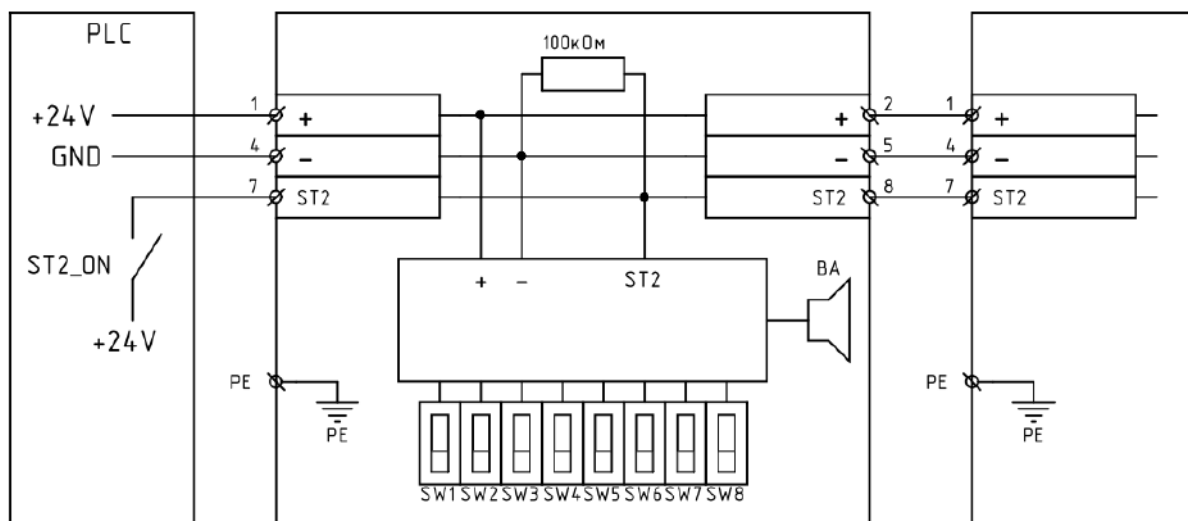 PLC
100кОм
+24V
1
+
+
2
1
+
GND
4
-
-
5
4
-
7
ST2
ST2
8
7
ST2
ST2_ON
+
-
ST2
BA
+24V
PE
PE
PE
PE
SW1
SW2
SW3
SW4
SW5
SW6
SW7
SW8